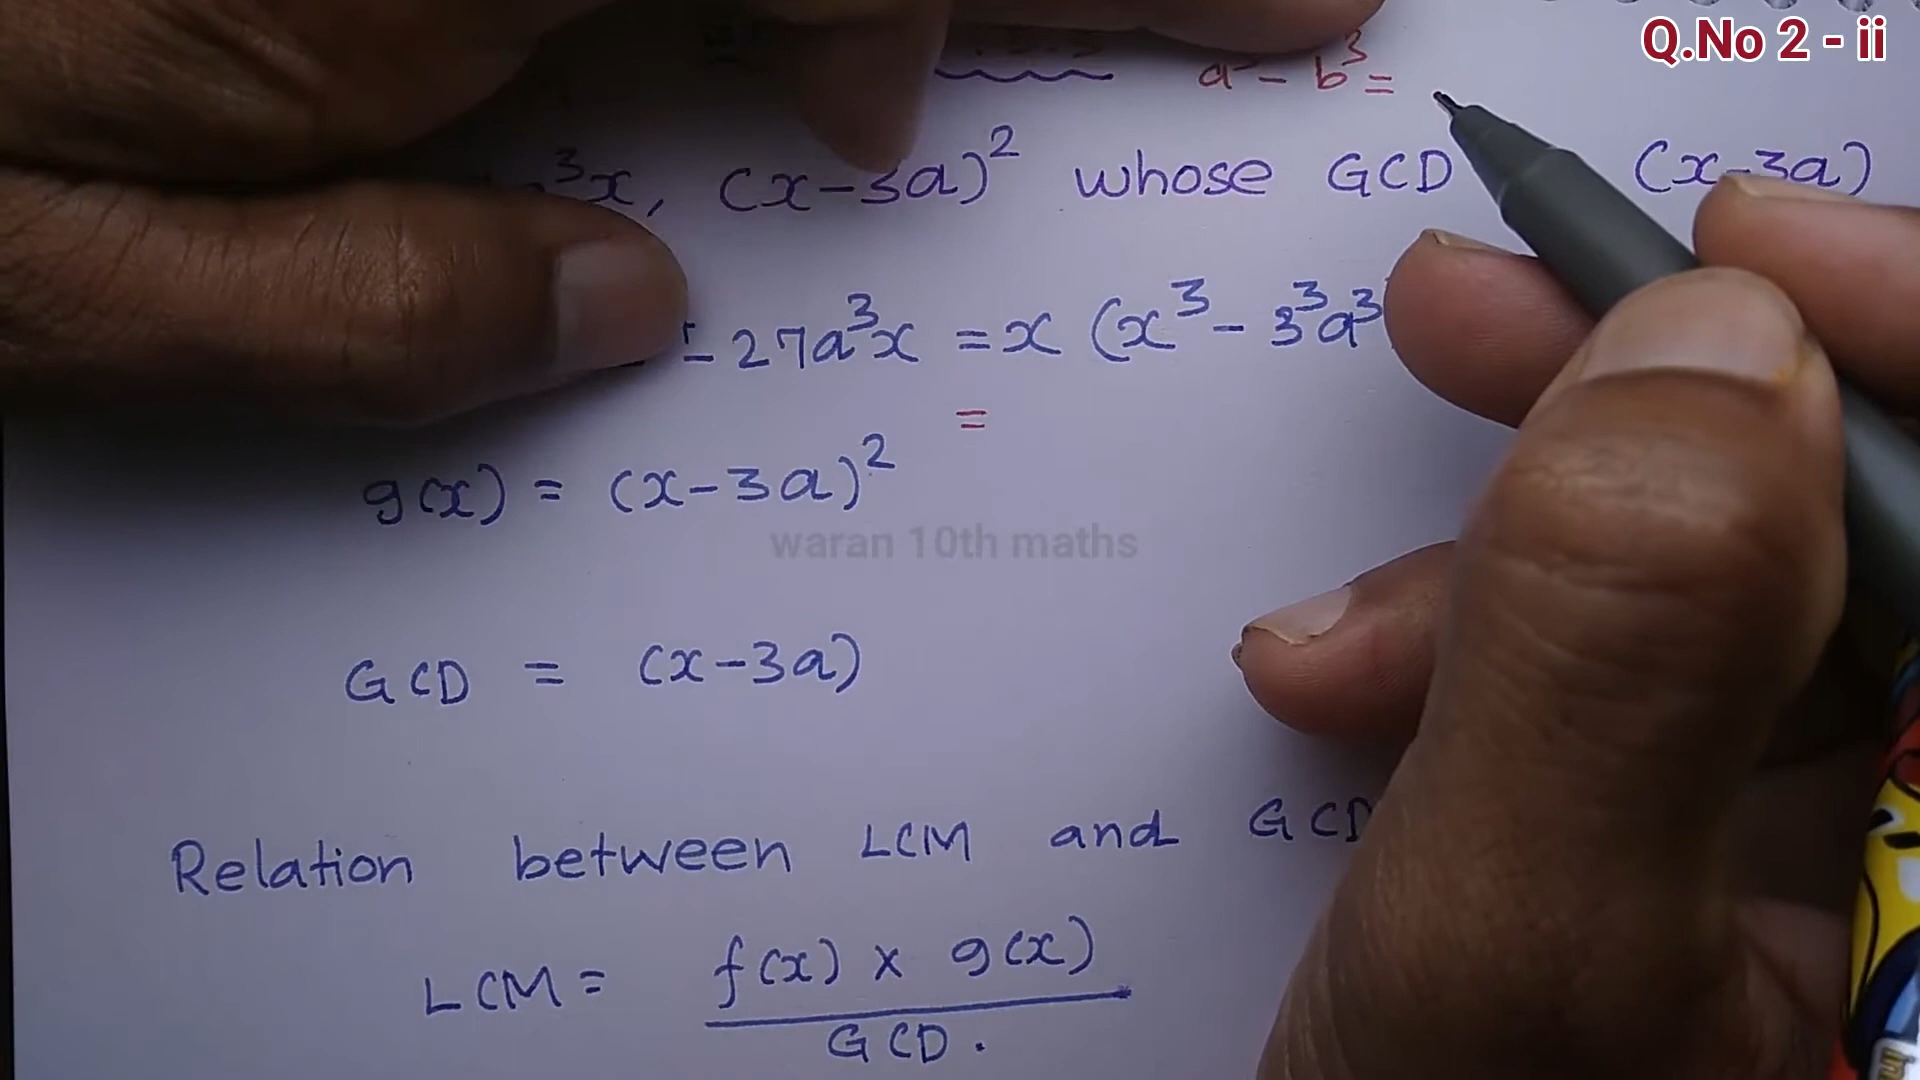 Q.No 2 - ii
a³ - b³ =
³x, (x-3a)² whose GCD (x-3a)
- 27a³x = x (x³ - 3³a³
=
g(x) = (x-3a)²
waran 10th maths
GCD = (x-3a)
Relation between LCM and GCD
LCM = f(x) x g(x)
GCD.